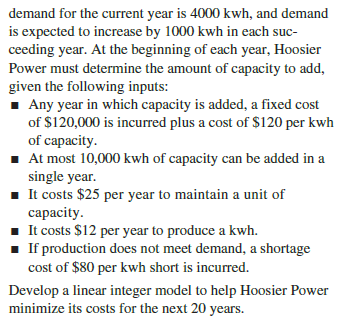 demand for the current year is 4000 kwh, and demand
is expected to increase by 1000 kwh in each suc-
ceeding year. At the beginning of each year, Hoosier
Power must determine the amount of capacity to add,
given the following inputs:
■ Any year in which capacity is added, a fixed cost
of $120,000 is incurred plus a cost of $120 per kwh
of capacity.
■ At most 10,000 kwh of capacity can be added in a
single year.
■ It costs $25 per year to maintain a unit of
capacity.
■ It costs $12 per year to produce a kwh.
■ If production does not meet demand, a shortage
cost of $80 per kwh short is incurred.
Develop a linear integer model to help Hoosier Power
minimize its costs for the next 20 years.